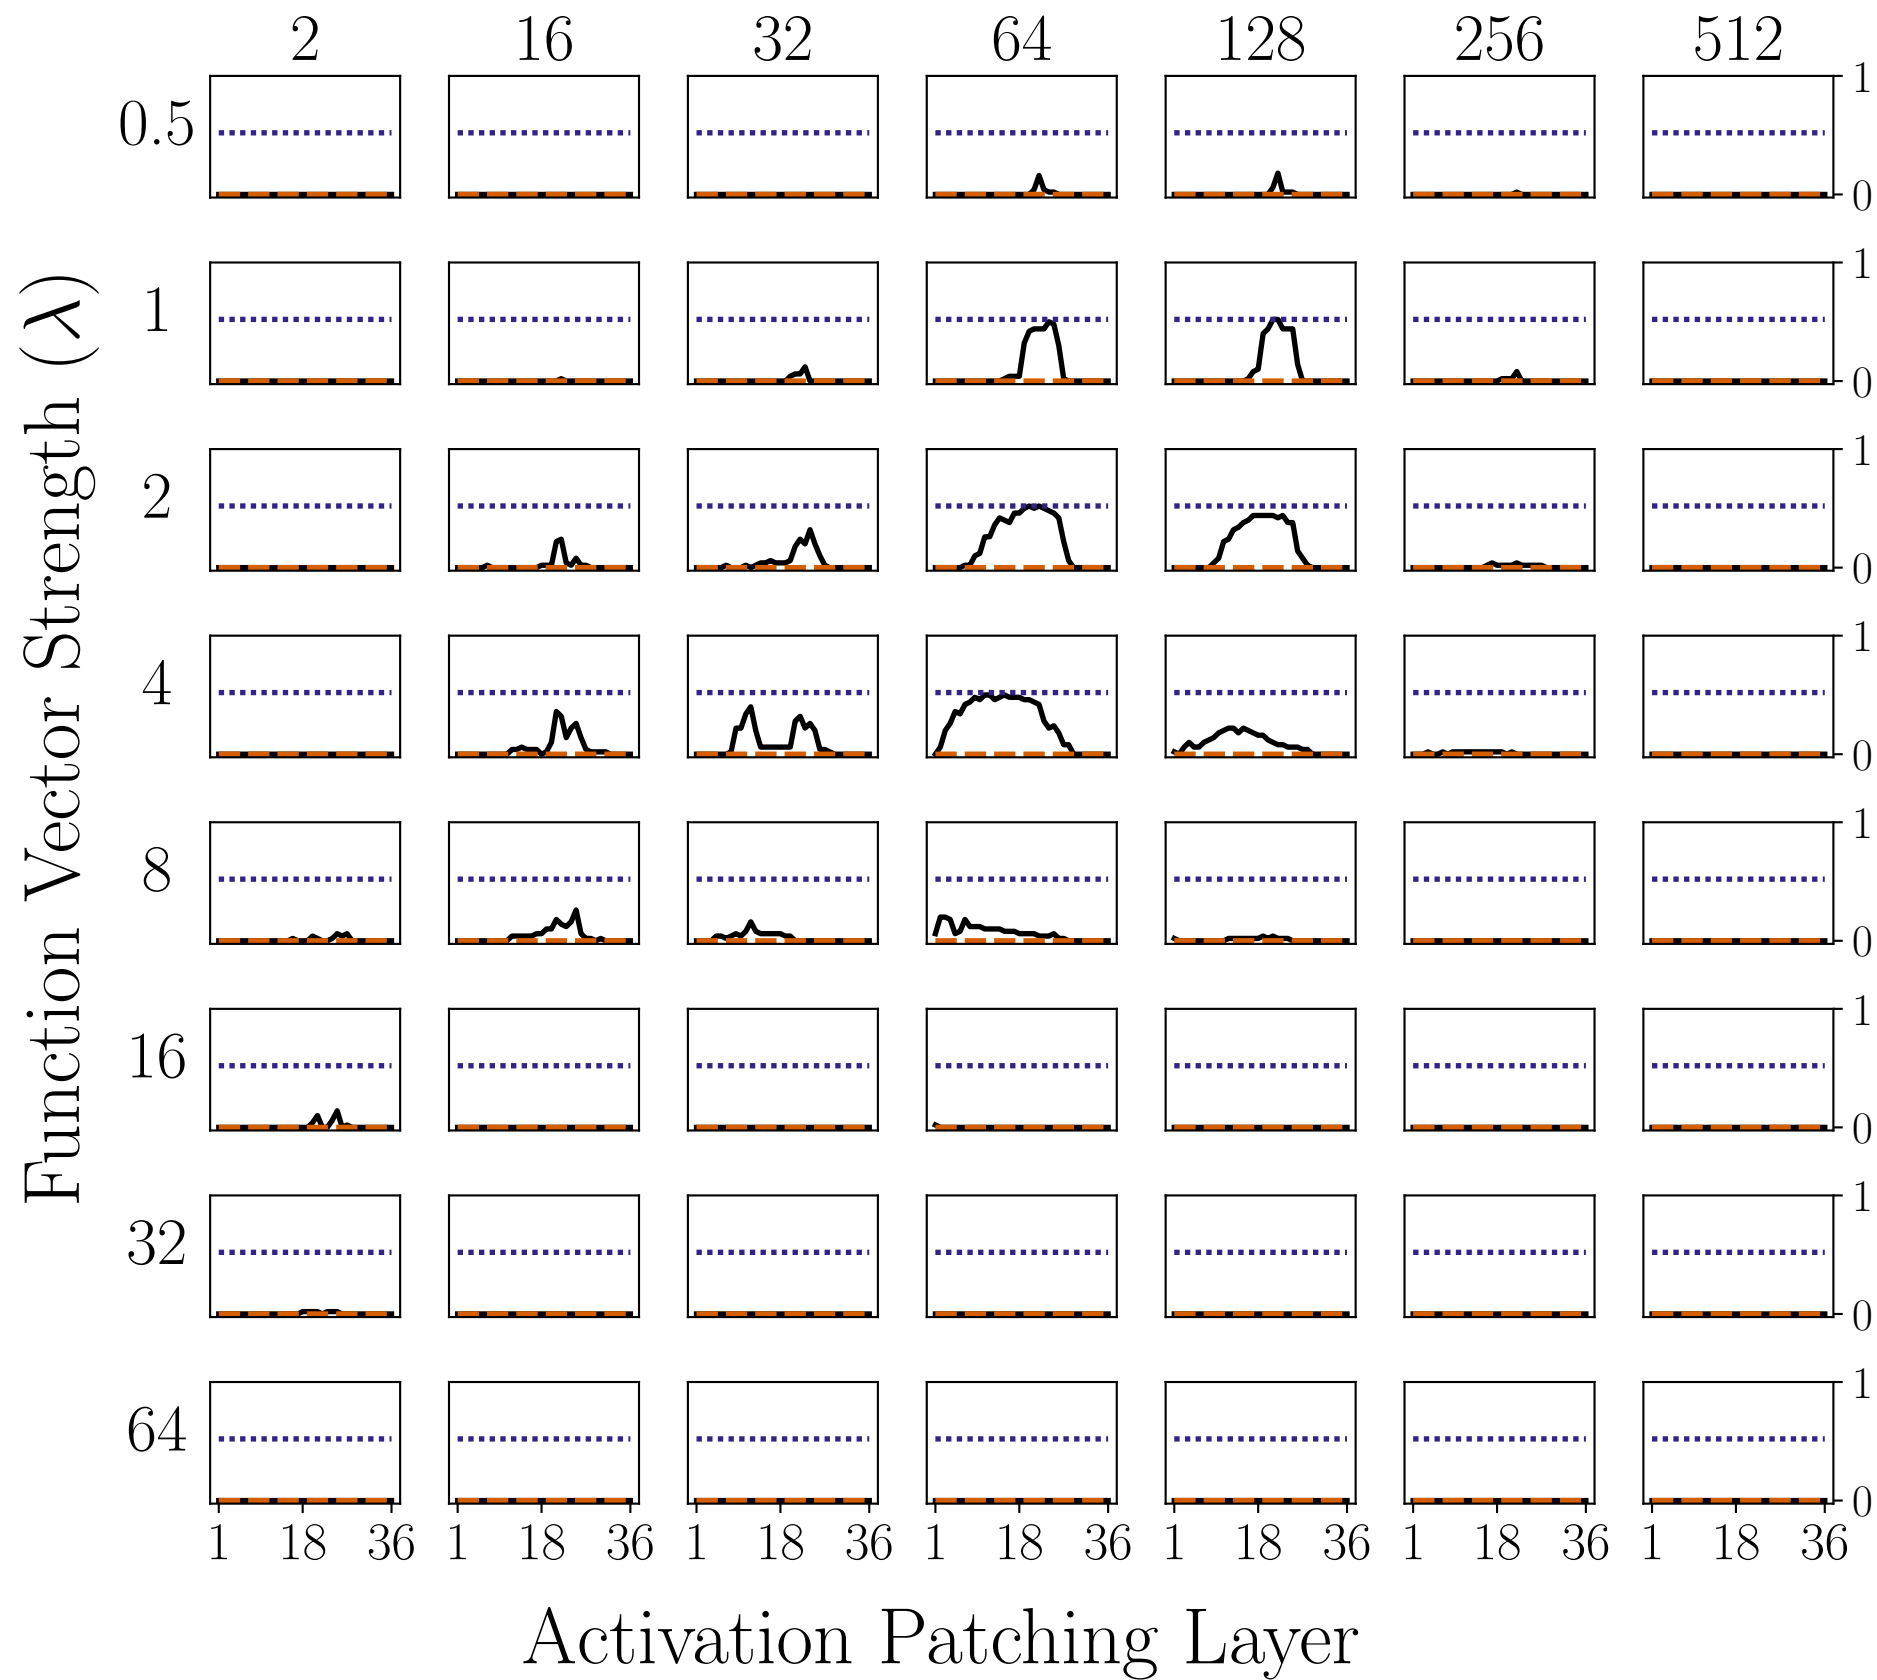 2 16 32 64 128 256 512
Function Vector Strength (λ)
0.5 1 0
1 1 0
2 1 0
4 1 0
8 1 0
16 1 0
32 1 0
64 1 0
1 18 36 1 18 36 1 18 36 1 18 36 1 18 36 1 18 36 1 18 36
Activation Patching Layer